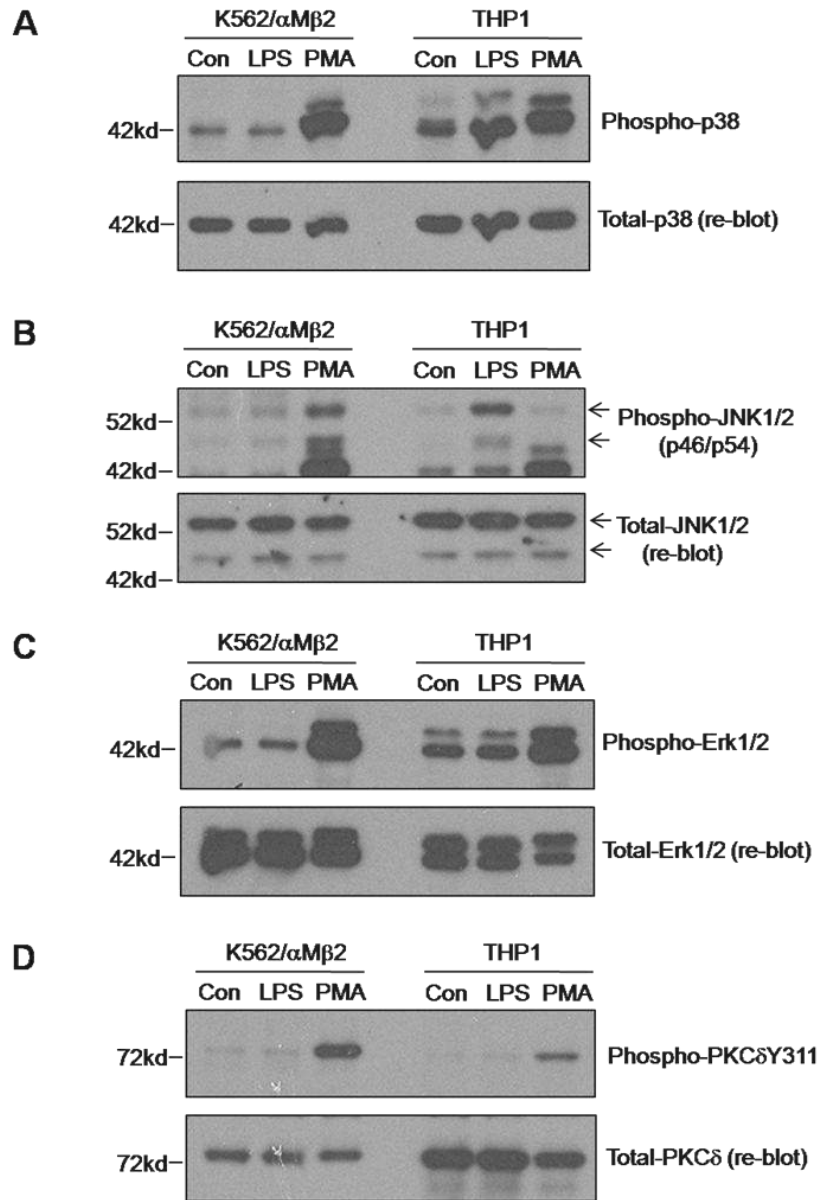 A
K562/αMβ2 THP1
Con LPS PMA Con LPS PMA
42kd Phospho-p38
42kd Total-p38 (re-blot)
B
K562/αMβ2 THP1
Con LPS PMA Con LPS PMA
52kd Phospho-JNK1/2
42kd (p46/p54)
52kd Total-JNK1/2
42kd (re-blot)
C
K562/αMβ2 THP1
Con LPS PMA Con LPS PMA
42kd Phospho-Erk1/2
42kd Total-Erk1/2 (re-blot)
D
K562/αMβ2 THP1
Con LPS PMA Con LPS PMA
72kd Phospho-PKCδY311
72kd Total-PKCδ (re-blot)